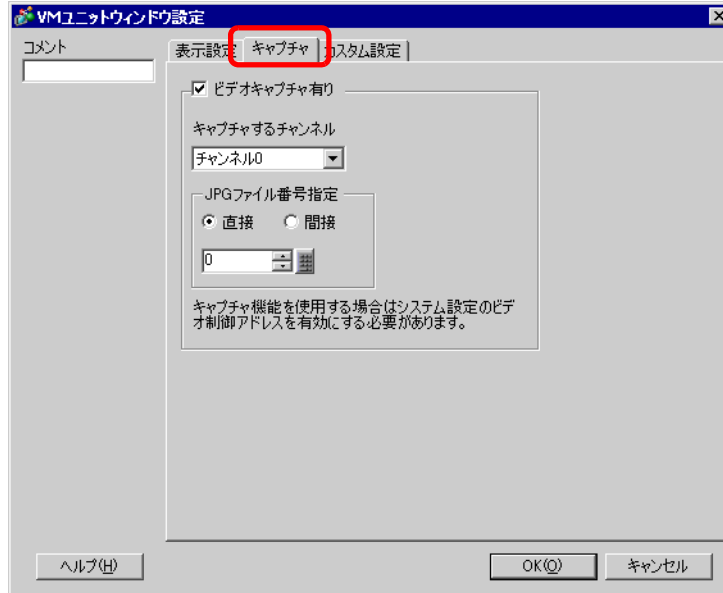 VMユニットウィンドウ設定
コメント
表示設定
キャプチャ
カスタム設定
ビデオキャプチャ有り
キャプチャするチャンネル
チャンネル0
JPGファイル番号指定
直接
間接
0
キャプチャ機能を使用する場合はシステム設定のビデ
オ制御アドレスを有効にする必要があります。
ヘルプ(H)
OK(O)
キャンセル